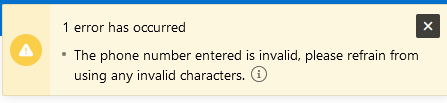 1 error has occurred
• The phone number entered is invalid, please refrain from
using any invalid characters.